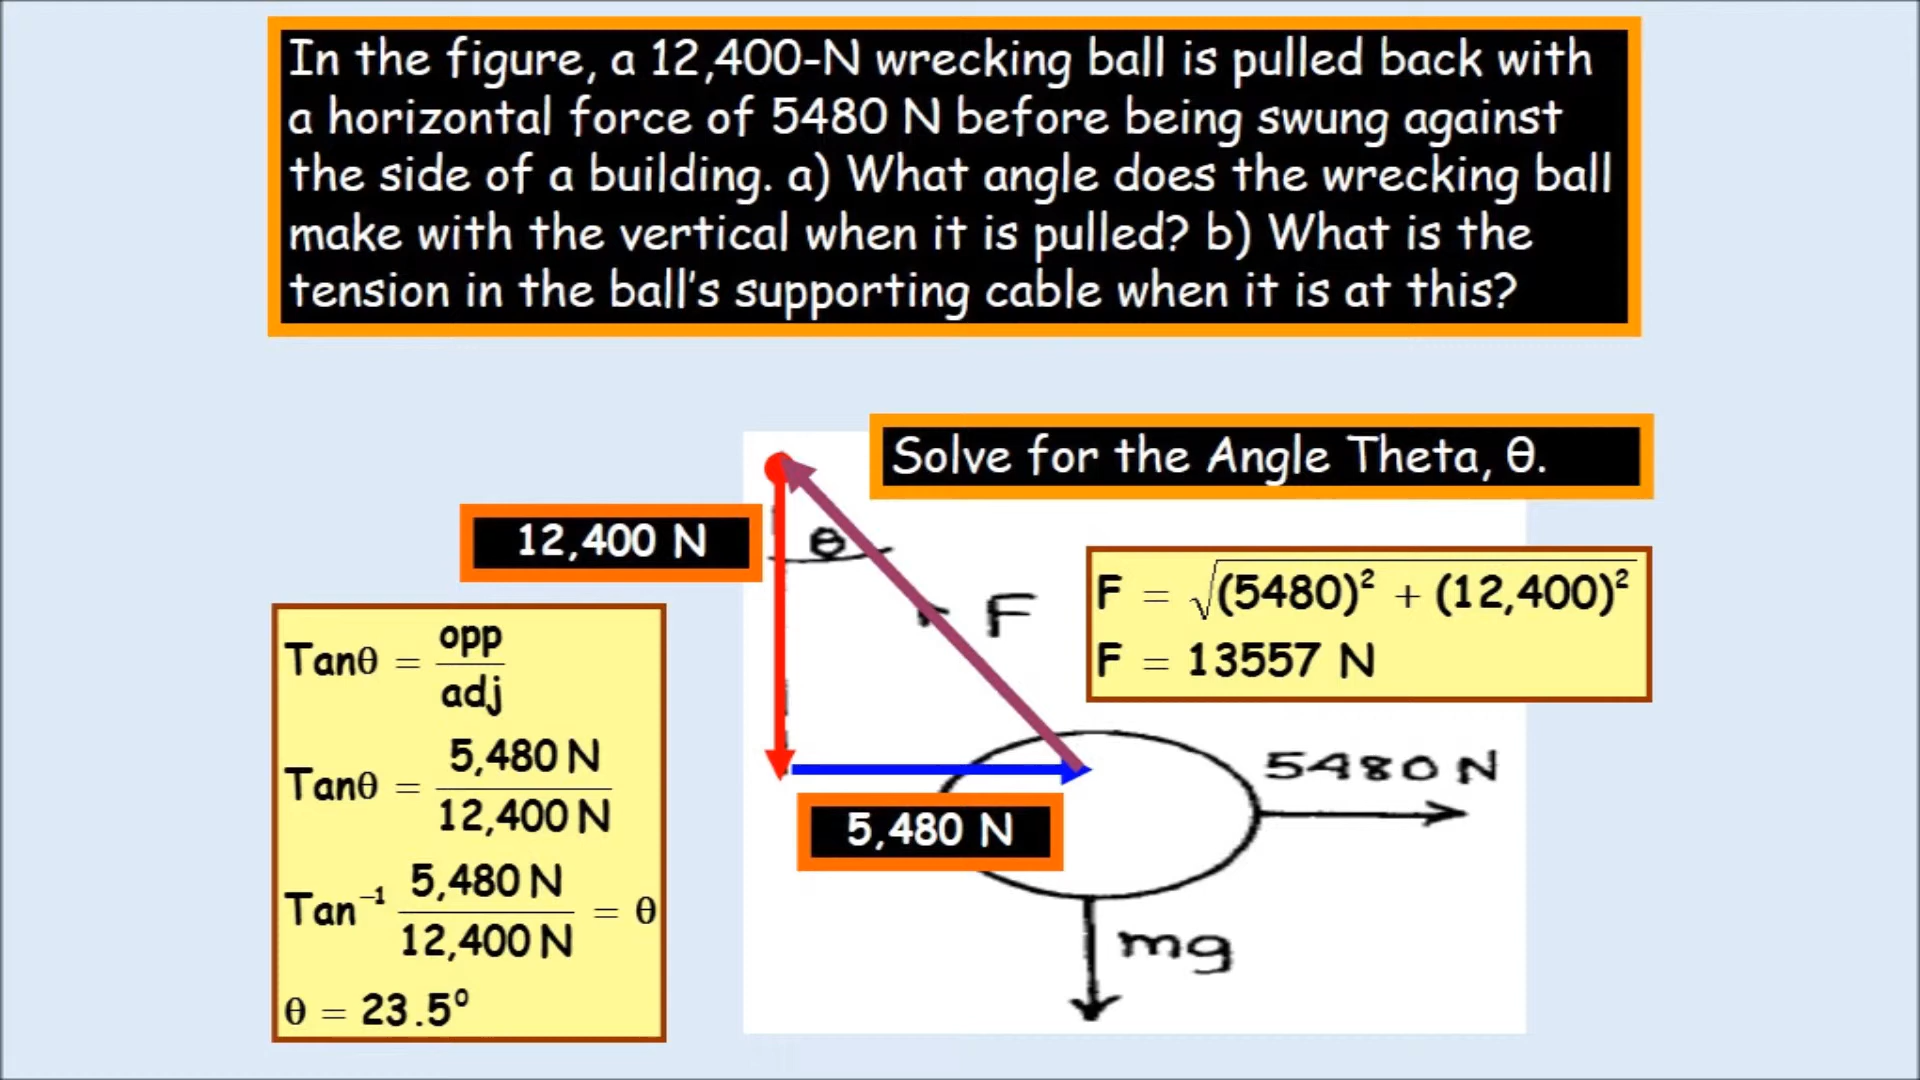 In the figure, a 12,400-N wrecking ball is pulled back with
a horizontal force of 5480 N before being swung against
the side of a building. a) What angle does the wrecking ball
make with the vertical when it is pulled? b) What is the
tension in the ball's supporting cable when it is at this?
Solve for the Angle Theta, θ.
12,400 N
θ
F
F = √(5480)² + (12,400)²
F = 13557 N
Tanθ = opp/adj
Tanθ = 5,480 N/12,400 N
Tan⁻¹ 5,480 N/12,400 N = θ
θ = 23.5⁰
5480 N
5,480 N
mg